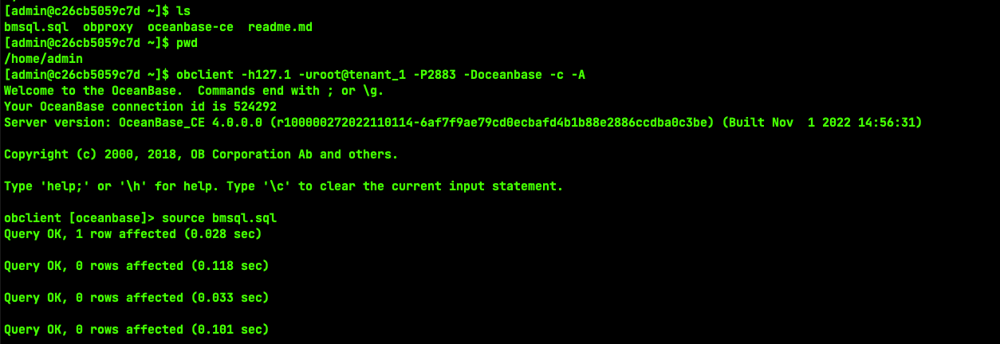 [admin@c26cb5059c7d ~]$ ls
bmsql.sql  obproxy  oceanbase-ce  readme.md
[admin@c26cb5059c7d ~]$ pwd
/home/admin
[admin@c26cb5059c7d ~]$ obclient -h127.1 -uroot@tenant_1 -P2883 -Doceanbase -c -A
Welcome to the OceanBase.  Commands end with ; or \g.
Your OceanBase connection id is 524292
Server version: OceanBase_CE 4.0.0.0 (r100000272022110114-6af7f9ae79cd0ecbafd4b1b88e2886ccdba0c3be) (Built Nov  1 2022 14:56:31)
Copyright (c) 2000, 2018, OB Corporation Ab and others.
Type 'help;' or '\h' for help. Type '\c' to clear the current input statement.
obclient [oceanbase]> source bmsql.sql
Query OK, 1 row affected (0.028 sec)
Query OK, 0 rows affected (0.118 sec)
Query OK, 0 rows affected (0.033 sec)
Query OK, 0 rows affected (0.101 sec)